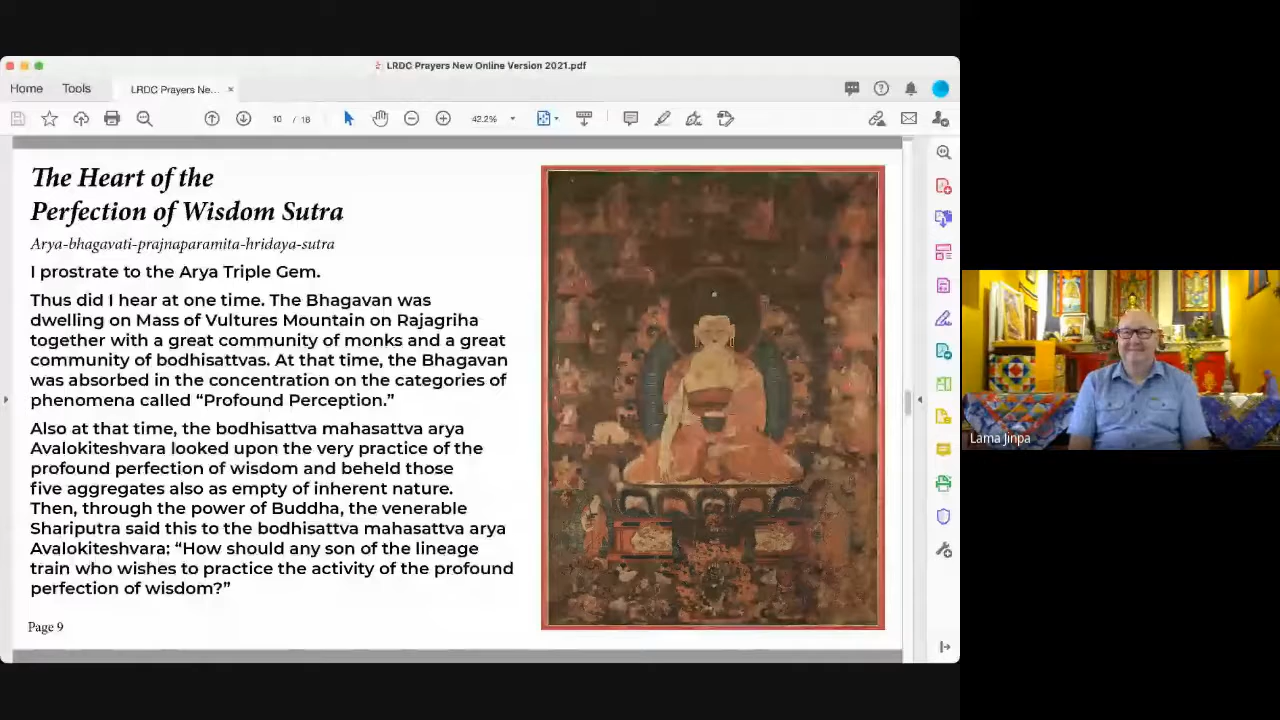 LRDC Prayers New Online Version 2021.pdf
Home
Tools
LRDC Prayers Ne...
10 / 16
42.2%
The Heart of the
Perfection of Wisdom Sutra
Arya-bhagavati-prajnaparamita-hridaya-sutra
I prostrate to the Arya Triple Gem.
Thus did I hear at one time. The Bhagavan was
dwelling on Mass of Vultures Mountain on Rajagriha
together with a great community of monks and a great
community of bodhisattvas. At that time, the Bhagavan
was absorbed in the concentration on the categories of
phenomena called “Profound Perception.”
Also at that time, the bodhisattva mahasattva arya
Avalokiteshvara looked upon the very practice of the
profound perfection of wisdom and beheld those
five aggregates also as empty of inherent nature.
Then, through the power of Buddha, the venerable
Shariputra said this to the bodhisattva mahasattva arya
Avalokiteshvara: “How should any son of the lineage
train who wishes to practice the activity of the profound
perfection of wisdom?”
Page 9
Lama Jinpa